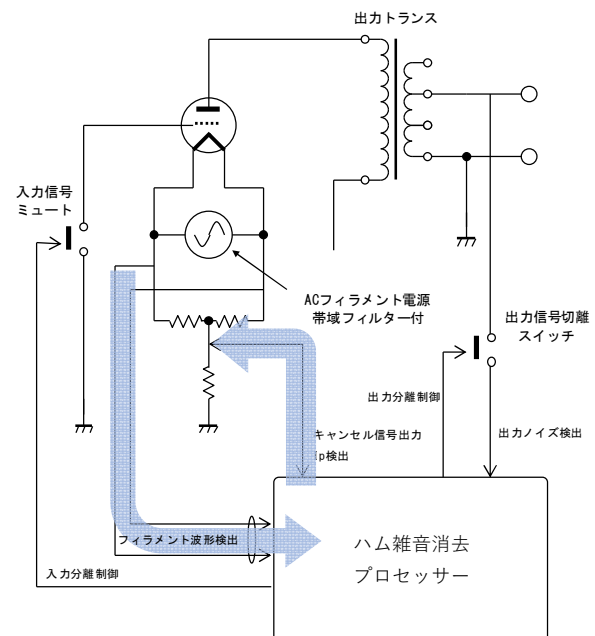 出力トランス
入力信号
ミュート
ACフィラメント電源
帯域フィルター付
出力信号切離
スイッチ
出力分離制御
キャンセル信号出力
Ip検出
出力ノイズ検出
フィラメント波形検出
ハム雑音消去
プロセッサー
入力分離制御